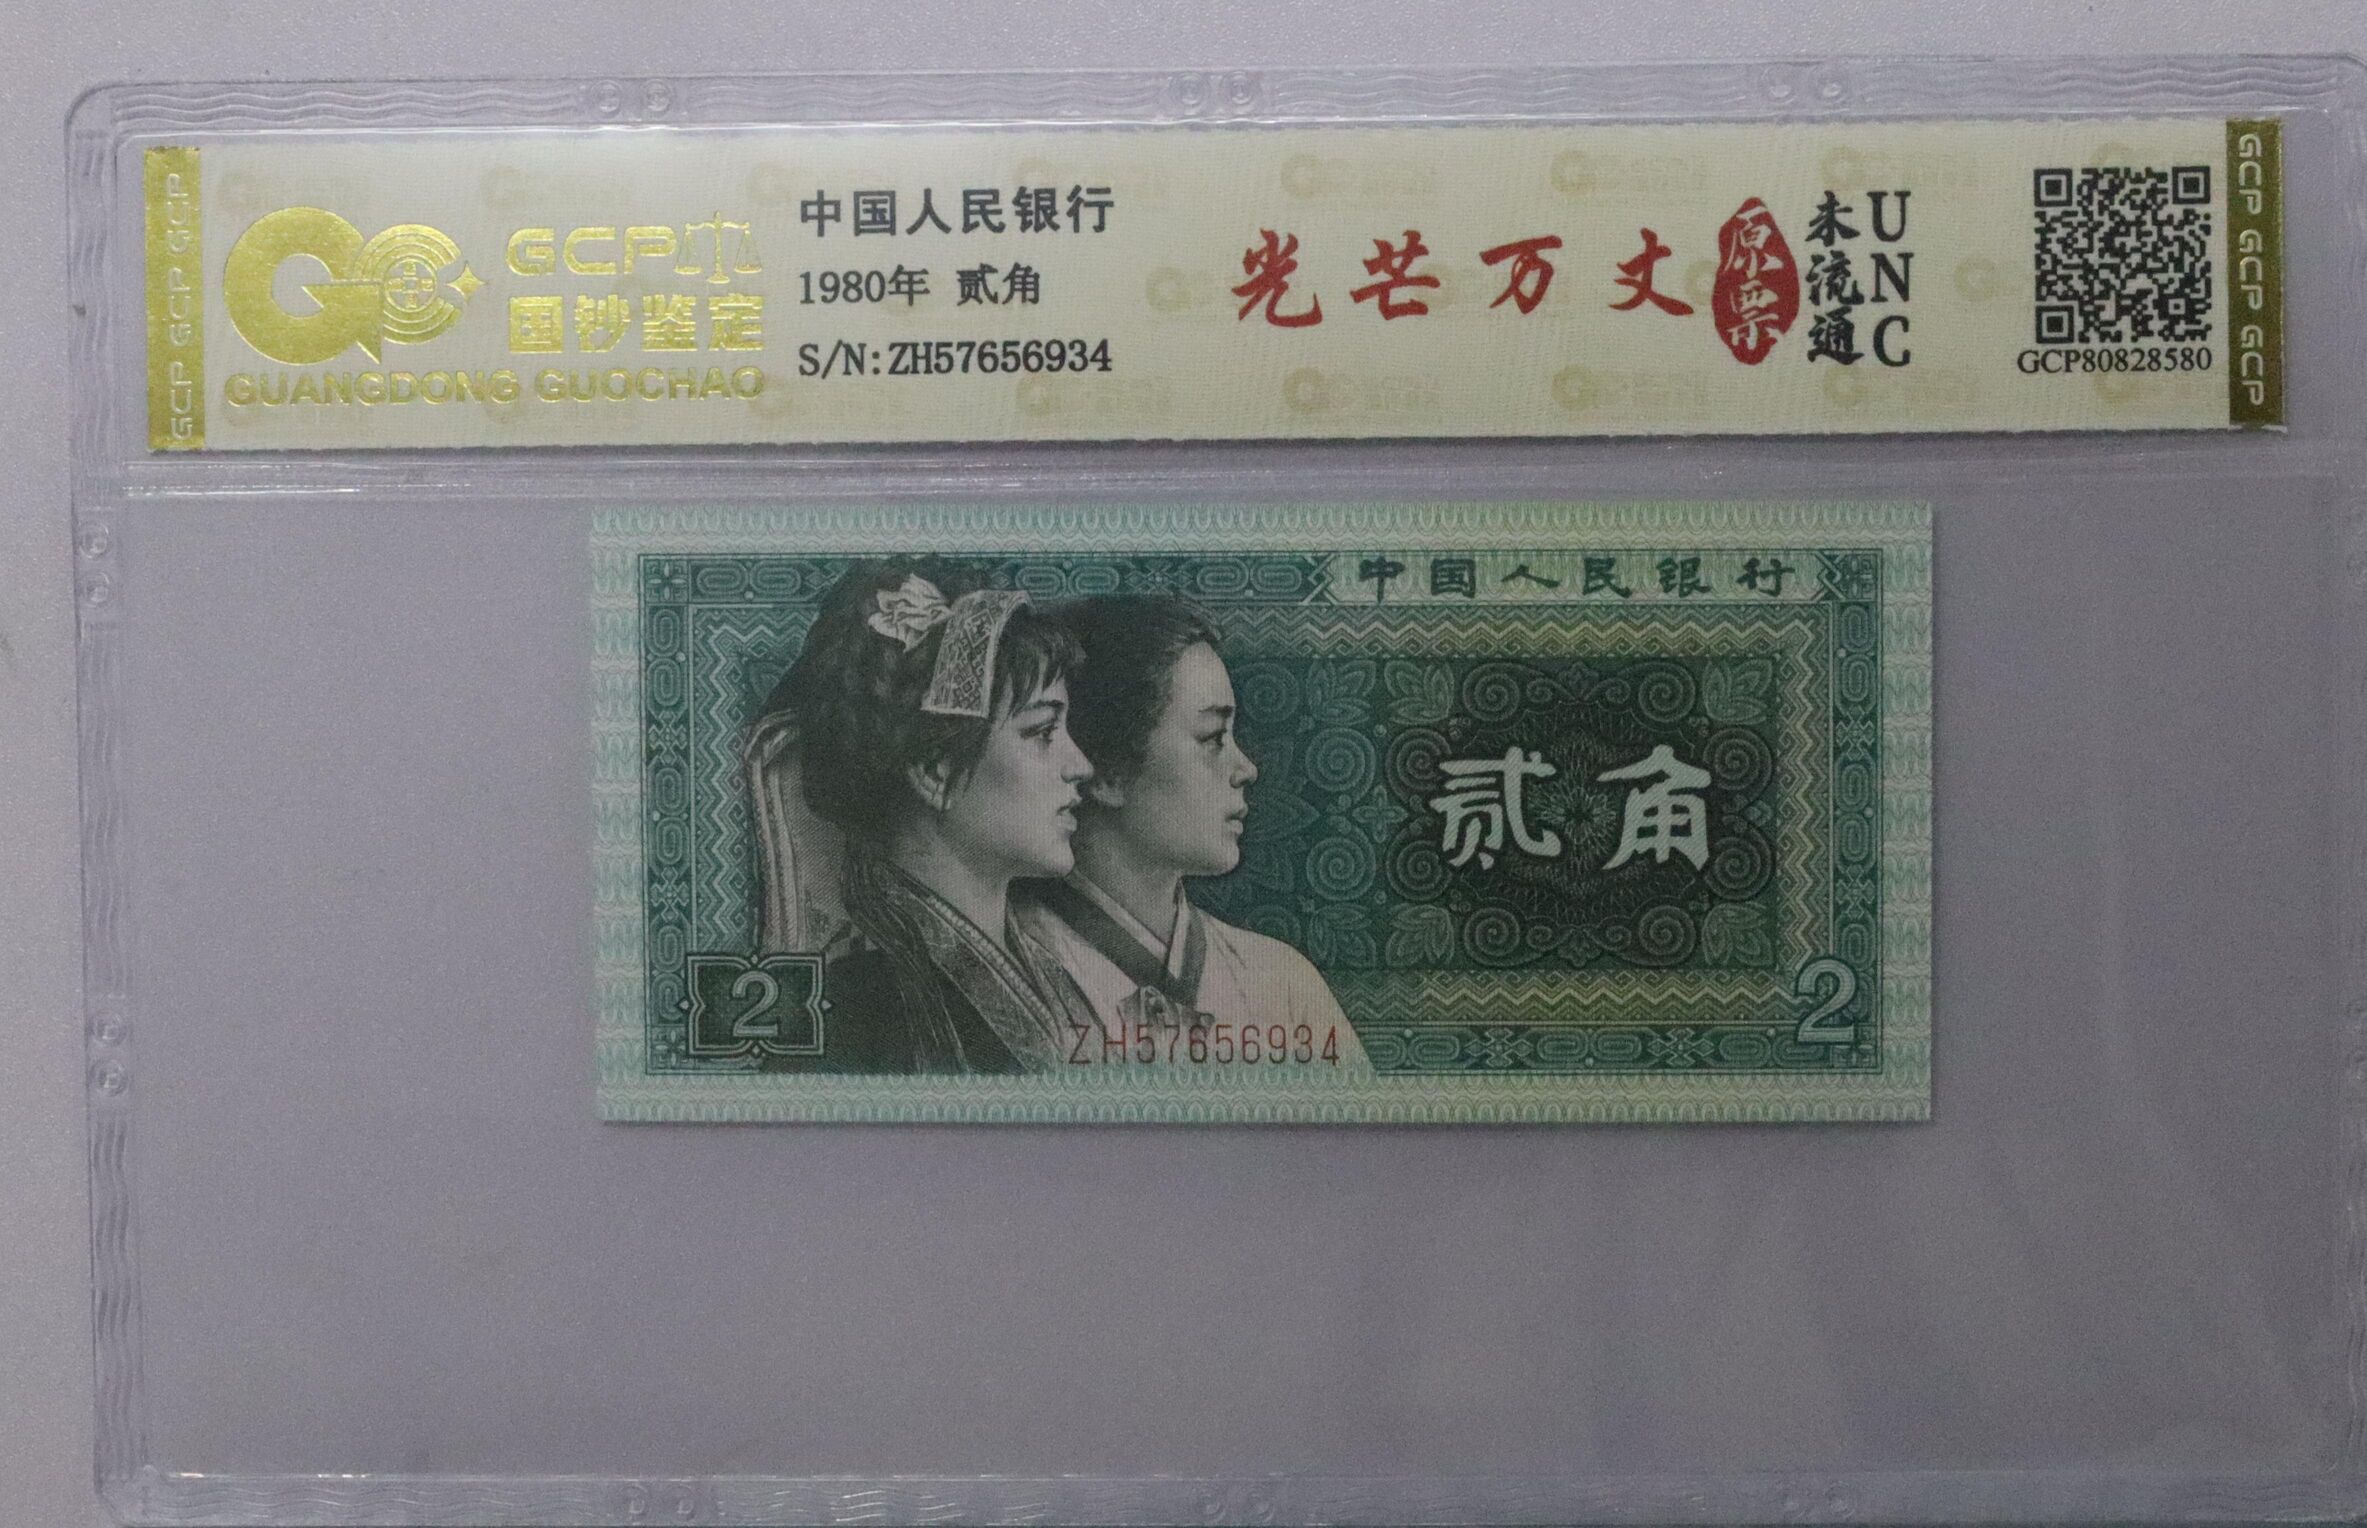 GCP GCP GCP
GCP
国钞鉴定
GUANGDONG GUOCHAO
中国人民银行
1980年 贰角
S/N:ZH57656934
光芒万丈
原票
未流通
UNC
GCP80828580
GCP GCP GCP
中国人民银行
贰角
2
2
ZH57656934